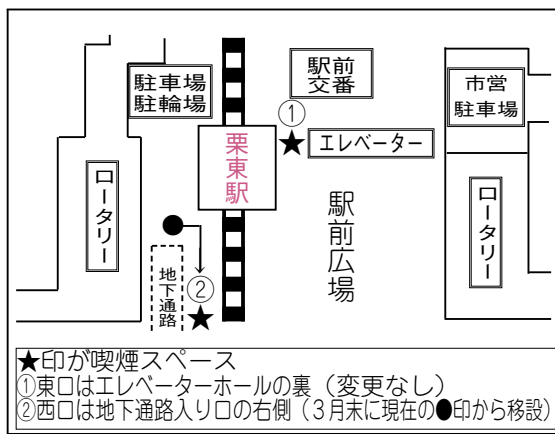 駐車場
駐輪場
駅前
交番
市営
駐車場
①
★
エレベーター
栗東駅
ロータリー
駅前広場
ロータリー
●
地下通路
②
★
★印が喫煙スペース
①東口はエレベーターホールの裏（変更なし）
②西口は地下通路入り口の右側（３月末に現在の●印から移設）